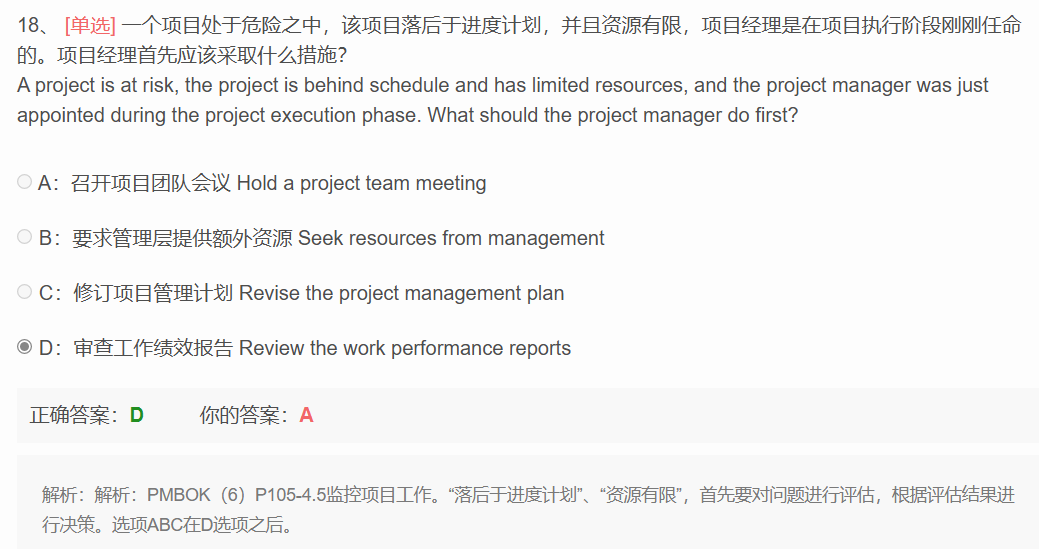 18、 [单选] 一个项目处于危险之中，该项目落后于进度计划，并且资源有限，项目经理是在项目执行阶段刚刚任命
的。项目经理首先应该采取什么措施？
A project is at risk, the project is behind schedule and has limited resources, and the project manager was just
appointed during the project execution phase. What should the project manager do first?
A：召开项目团队会议 Hold a project team meeting
B：要求管理层提供额外资源 Seek resources from management
C：修订项目管理计划 Revise the project management plan
D：审查工作绩效报告 Review the work performance reports
正确答案：D 你的答案：A
解析：解析：PMBOK（6）P105-4.5监控项目工作。“落后于进度计划”、“资源有限”，首先要对问题进行评估，根据评估结果进
行决策。选项ABC在D选项之后。